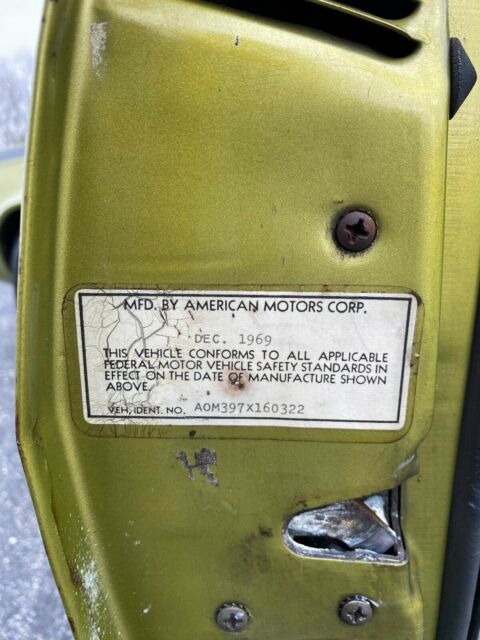 MFD. BY AMERICAN MOTORS CORP.
DEC. 1969
THIS VEHICLE CONFORMS TO ALL APPLICABLE
FEDERAL MOTOR VEHICLE SAFETY STANDARDS IN
EFFECT ON THE DATE OF MANUFACTURE SHOWN
ABOVE.
VEH. IDENT. NO. A0M397X160322